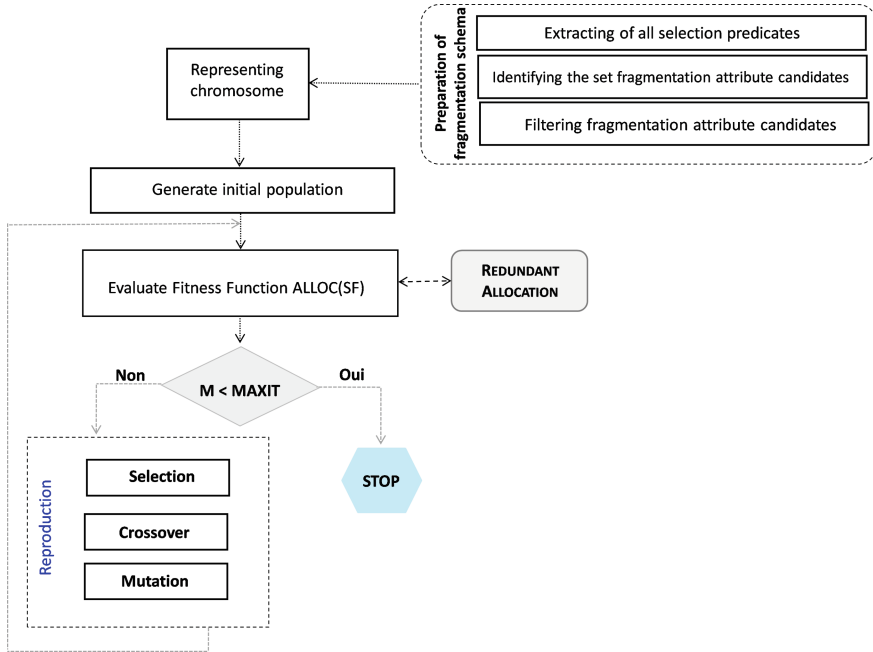 Representing
chromosome
Preparation of
fragmentation schema
Extracting of all selection predicates
Identifying the set fragmentation attribute candidates
Filtering fragmentation attribute candidates
Generate initial population
Evaluate Fitness Function ALLOC(SF)
REDUNDANT
ALLOCATION
Non
M < MAXIT
Oui
Reproduction
Selection
Crossover
Mutation
STOP